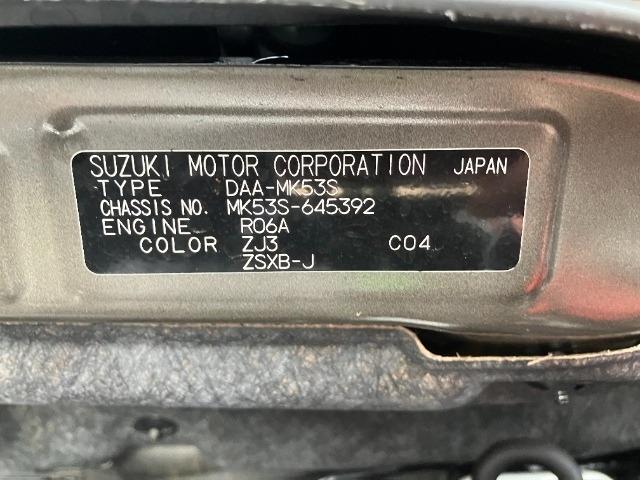 SUZUKI MOTOR CORPORATION JAPAN
TYPE DAA-MK53S
CHASSIS NO. MK53S-645392
ENGINE R06A
COLOR ZJ3 C04
ZSXB-J